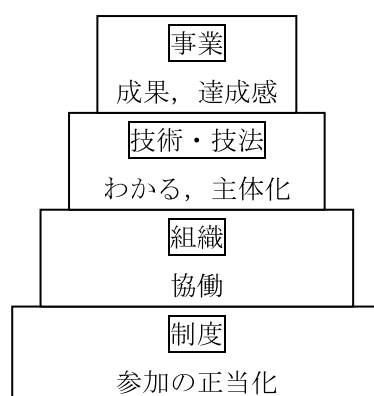 事業
成果，達成感
技術・技法
わかる，主体化
組織
協働
制度
参加の正当化